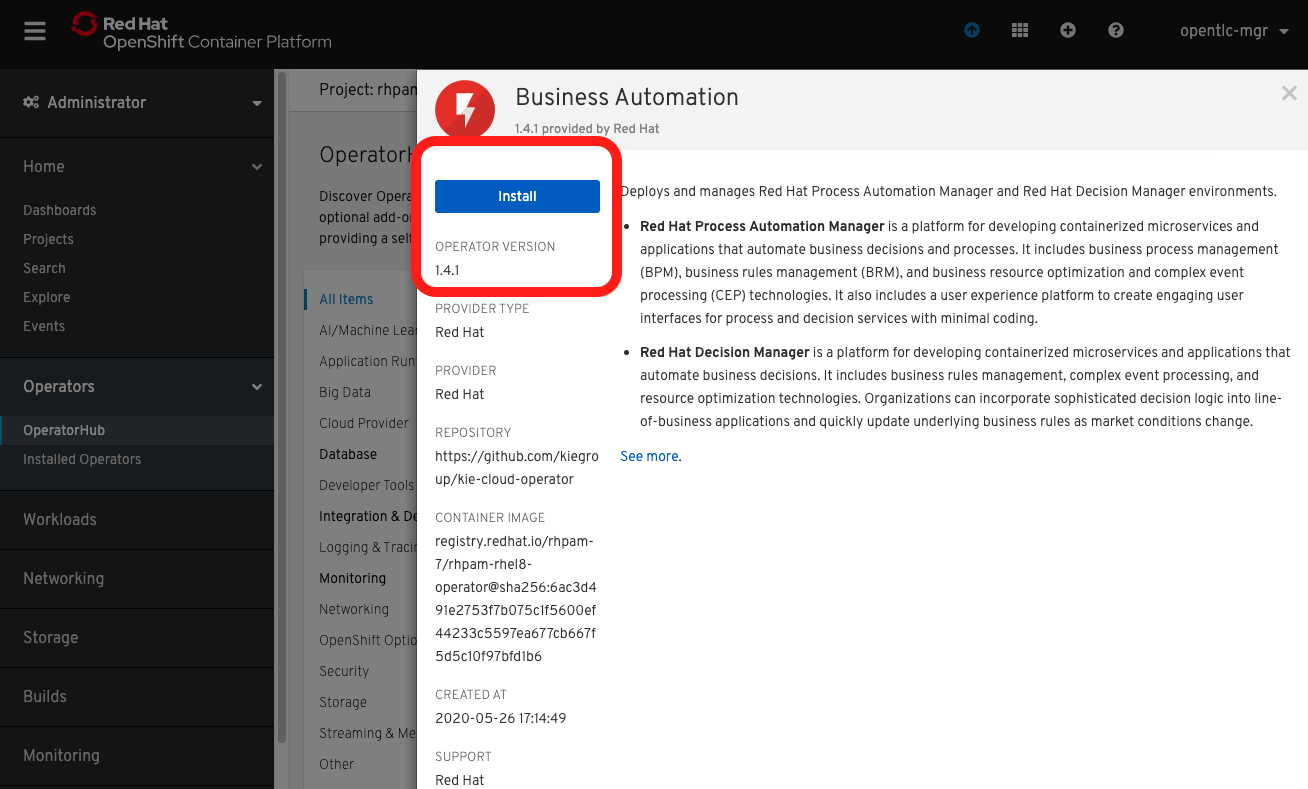 Red Hat
OpenShift Container Platform
opentlc-mgr
Administrator
Home
Dashboards
Projects
Search
Explore
Events
Operators
OperatorHub
Installed Operators
Workloads
Networking
Storage
Builds
Monitoring
Project: rhpam
OperatorH
Discover Opera
optional add-o
providing a self
All Items
AI/Machine Lear
Application Runt
Big Data
Cloud Provider
Database
Developer Tools
Integration & De
Logging & Tracin
Monitoring
Networking
OpenShift Optio
Security
Storage
Streaming & Me
Other
Business Automation
1.4.1 provided by Red Hat
Install
OPERATOR VERSION
1.4.1
PROVIDER TYPE
Red Hat
PROVIDER
Red Hat
REPOSITORY
https://github.com/kiegro
up/kie-cloud-operator
CONTAINER IMAGE
registry.redhat.io/rhpam-
7/rhpam-rhel8-
operator@sha256:6ac3d4
91e2753f7b075c1f5600ef
44233c5597ea677cb667f
5d5c10f97bfd1b6
CREATED AT
2020-05-26 17:14:49
SUPPORT
Red Hat
Deploys and manages Red Hat Process Automation Manager and Red Hat Decision Manager environments.
• Red Hat Process Automation Manager is a platform for developing containerized microservices and
applications that automate business decisions and processes. It includes business process management
(BPM), business rules management (BRM), and business resource optimization and complex event
processing (CEP) technologies. It also includes a user experience platform to create engaging user
interfaces for process and decision services with minimal coding.
• Red Hat Decision Manager is a platform for developing containerized microservices and applications that
automate business decisions. It includes business rules management, complex event processing, and
resource optimization technologies. Organizations can incorporate sophisticated decision logic into line-
of-business applications and quickly update underlying business rules as market conditions change.
See more.